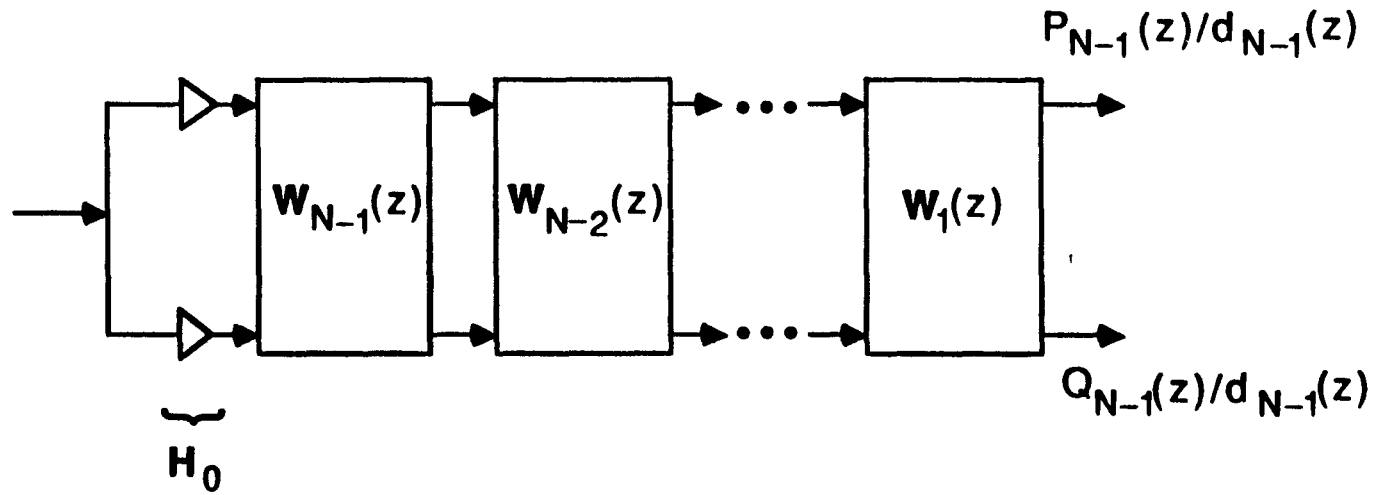 P_{N-1}(z)/d_{N-1}(z)
W_{N-1}(z) W_{N-2}(z) ••• W_1(z)
•••
Q_{N-1}(z)/d_{N-1}(z)
H_0